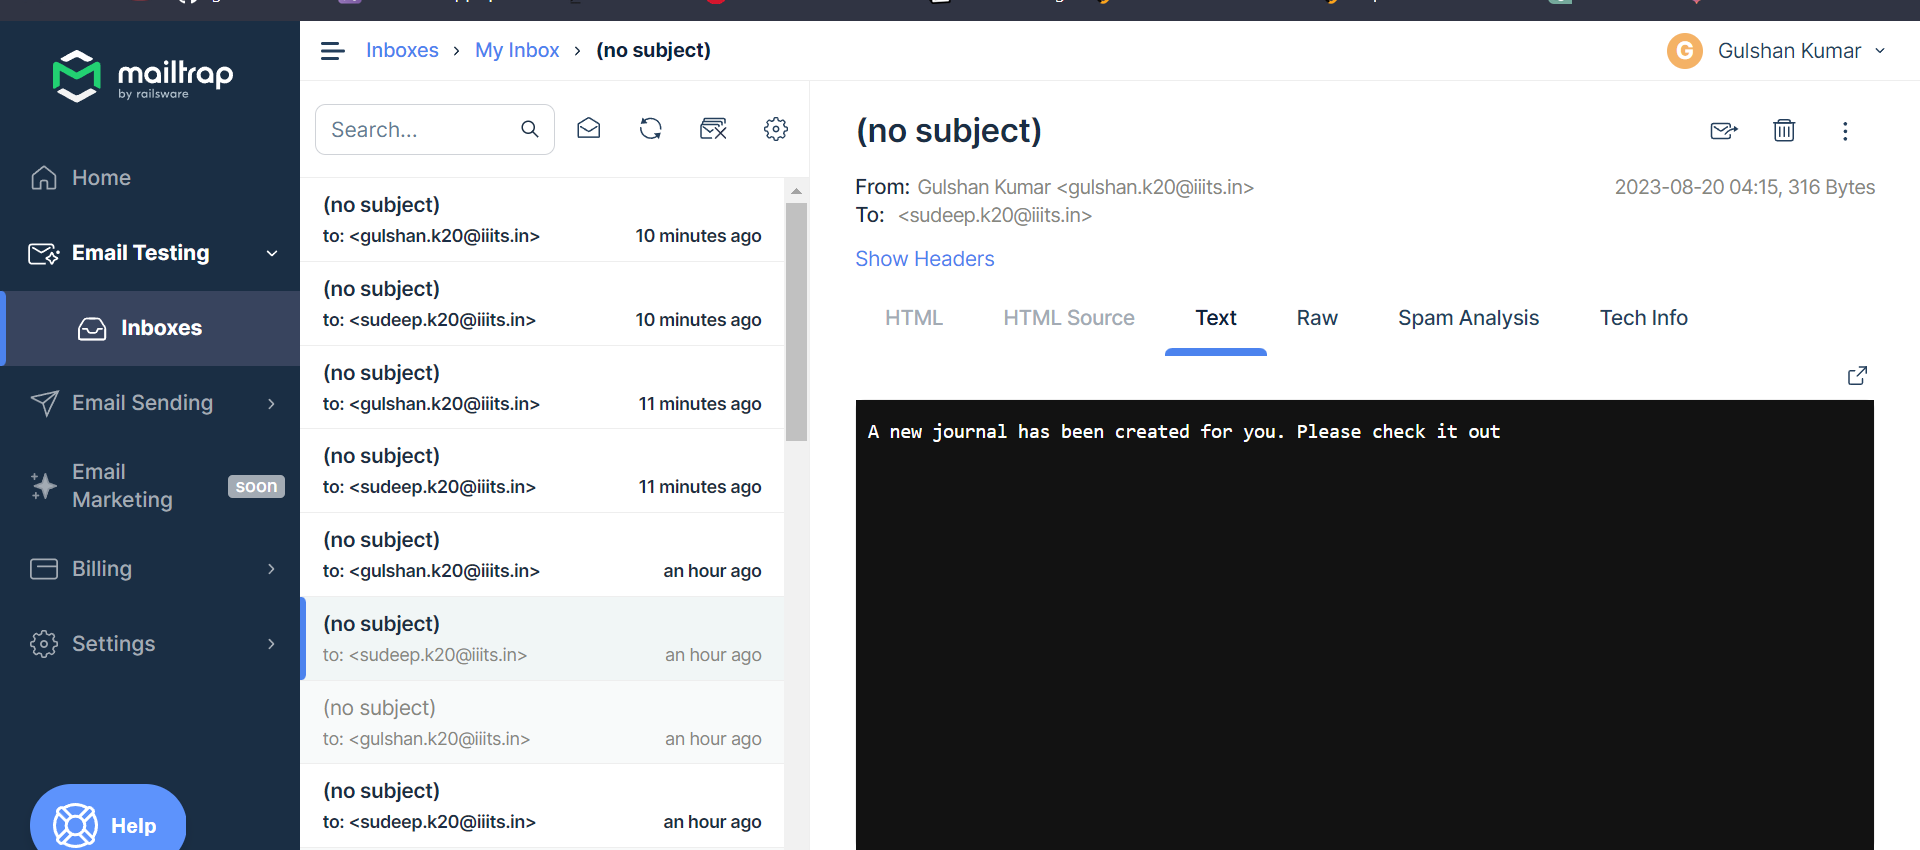 mailtrap
by railsware
Home
Email Testing
Inboxes
Email Sending
Email
Marketing
soon
Billing
Settings
Help
Inboxes › My Inbox › (no subject)
G Gulshan Kumar
Search...
(no subject)
to: <gulshan.k20@iiits.in> 10 minutes ago
(no subject)
to: <sudeep.k20@iiits.in> 10 minutes ago
(no subject)
to: <gulshan.k20@iiits.in> 11 minutes ago
(no subject)
to: <sudeep.k20@iiits.in> 11 minutes ago
(no subject)
to: <gulshan.k20@iiits.in> an hour ago
(no subject)
to: <sudeep.k20@iiits.in> an hour ago
(no subject)
to: <gulshan.k20@iiits.in> an hour ago
(no subject)
to: <sudeep.k20@iiits.in> an hour ago
(no subject)
From: Gulshan Kumar <gulshan.k20@iiits.in> 2023-08-20 04:15, 316 Bytes
To: <sudeep.k20@iiits.in>
Show Headers
HTML HTML Source Text Raw Spam Analysis Tech Info
A new journal has been created for you. Please check it out